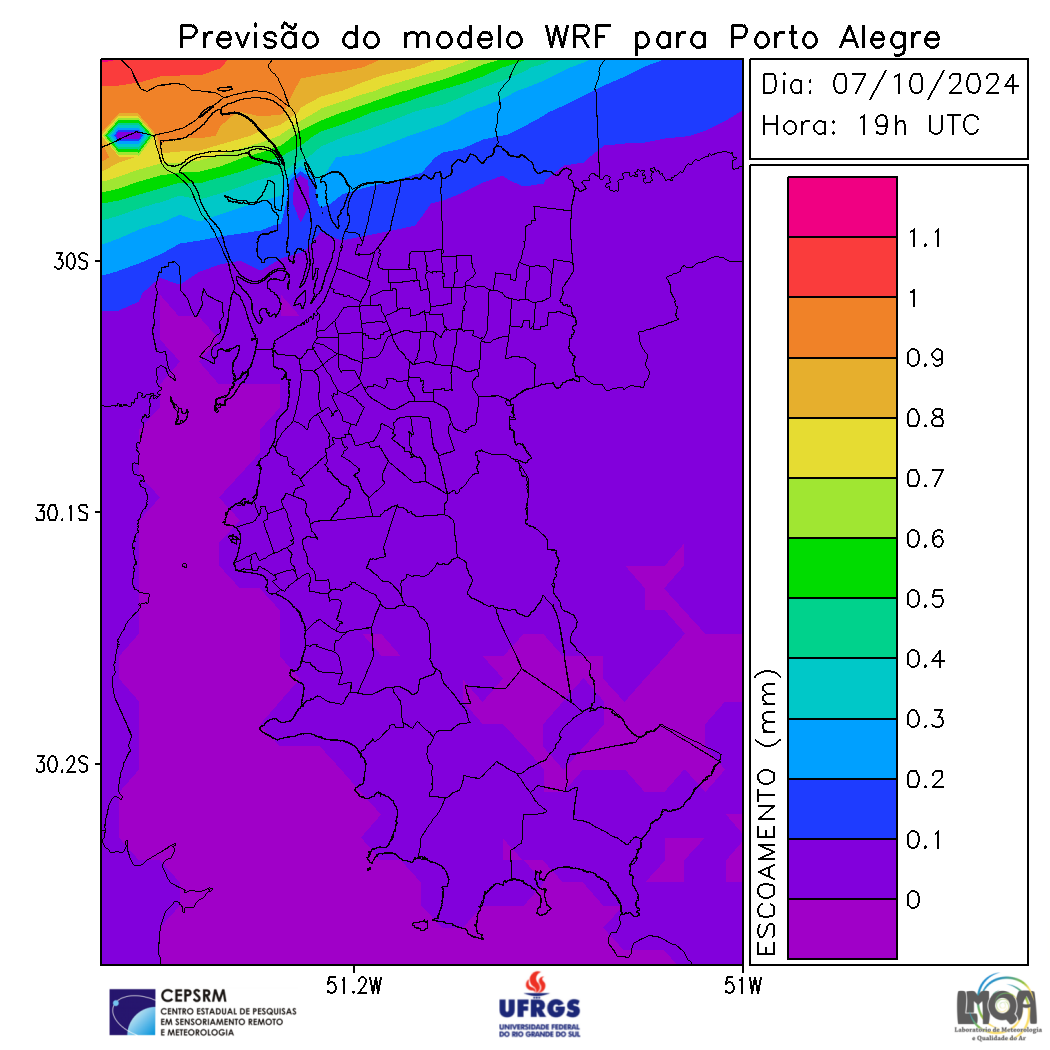 Previsão do modelo WRF para Porto Alegre
Dia: 07/10/2024
Hora: 19h UTC
30S
30.1S
30.2S
51.2W
51W
ESCOAMENTO (mm)
1.1
1
0.9
0.8
0.7
0.6
0.5
0.4
0.3
0.2
0.1
0
CEPSRM
CENTRO ESTADUAL DE PESQUISAS
EM SENSORIAMENTO REMOTO
E METEOROLOGIA
UFRGS
UNIVERSIDADE FEDERAL
DO RIO GRANDE DO SUL
LMQA
Laboratório de Meteorologia
e Qualidade do Ar